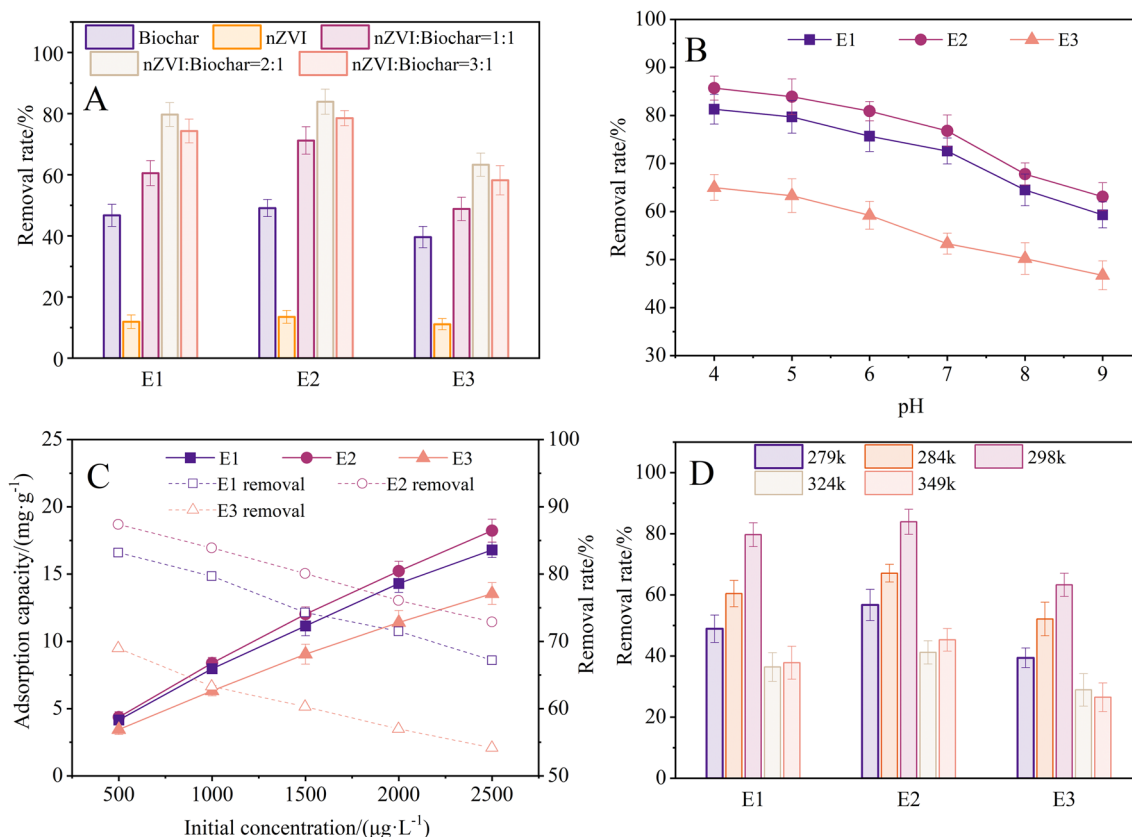 Biochar nZVI nZVI:Biochar=1:1
nZVI:Biochar=2:1 nZVI:Biochar=3:1
A
Removal rate/%
100
80
60
40
20
0
E1 E2 E3
B
E1 E2 E3
Removal rate/%
100
90
80
70
60
50
40
30
4 5 6 7 8 9
pH
C
E1 E2 E3
E1 removal E2 removal
E3 removal
Adsorption capacity/(mg·g⁻¹)
25
20
15
10
5
0
Removal rate/%
100
90
80
70
60
50
500 1000 1500 2000 2500
Initial concentration/(μg·L⁻¹)
D
279k 284k 298k
324k 349k
Removal rate/%
100
80
60
40
20
0
E1 E2 E3